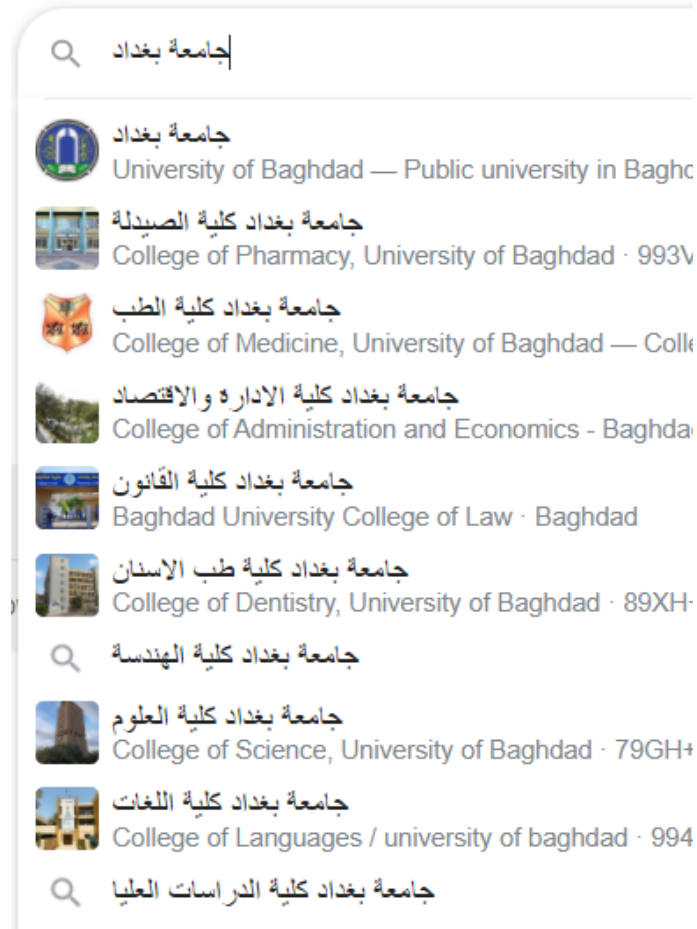 جامعة بغداد
جامعة بغداد
University of Baghdad — Public university in
جامعة بغداد كلية الصيدلة
College of Pharmacy, University of Baghdad · 993V
جامعة بغداد كلية الطب
College of Medicine, University of Baghdad —
جامعة بغداد كلية الادارة والاقتصاد
College of Administration and Economics -
جامعة بغداد كلية القانون
Baghdad University College of Law · Baghdad
جامعة بغداد كلية طب الاسنان
College of Dentistry, University of Baghdad · 89XH+
جامعة بغداد كلية الهندسة
جامعة بغداد كلية العلوم
College of Science, University of Baghdad · 79GH+
جامعة بغداد كلية اللغات
College of Languages / university of baghdad · 994
جامعة بغداد كلية الدراسات العليا